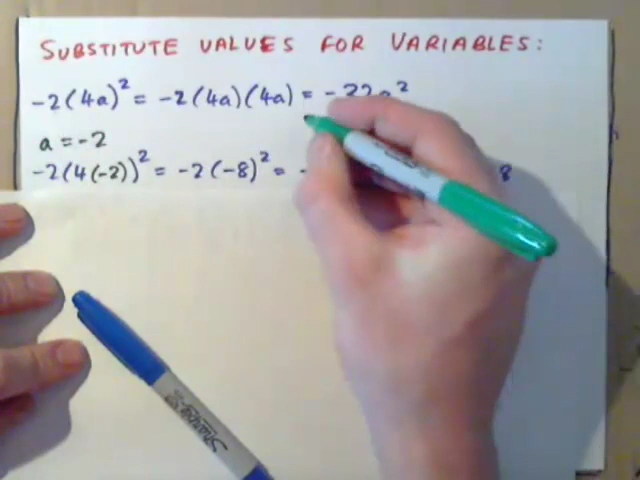 SUBSTITUTE VALUES FOR VARIABLES:
-2(4a)² = -2(4a)(4a) = -32a²
a = -2
-2(4(-2))² = -2(-8)² = - 8
Sharpie